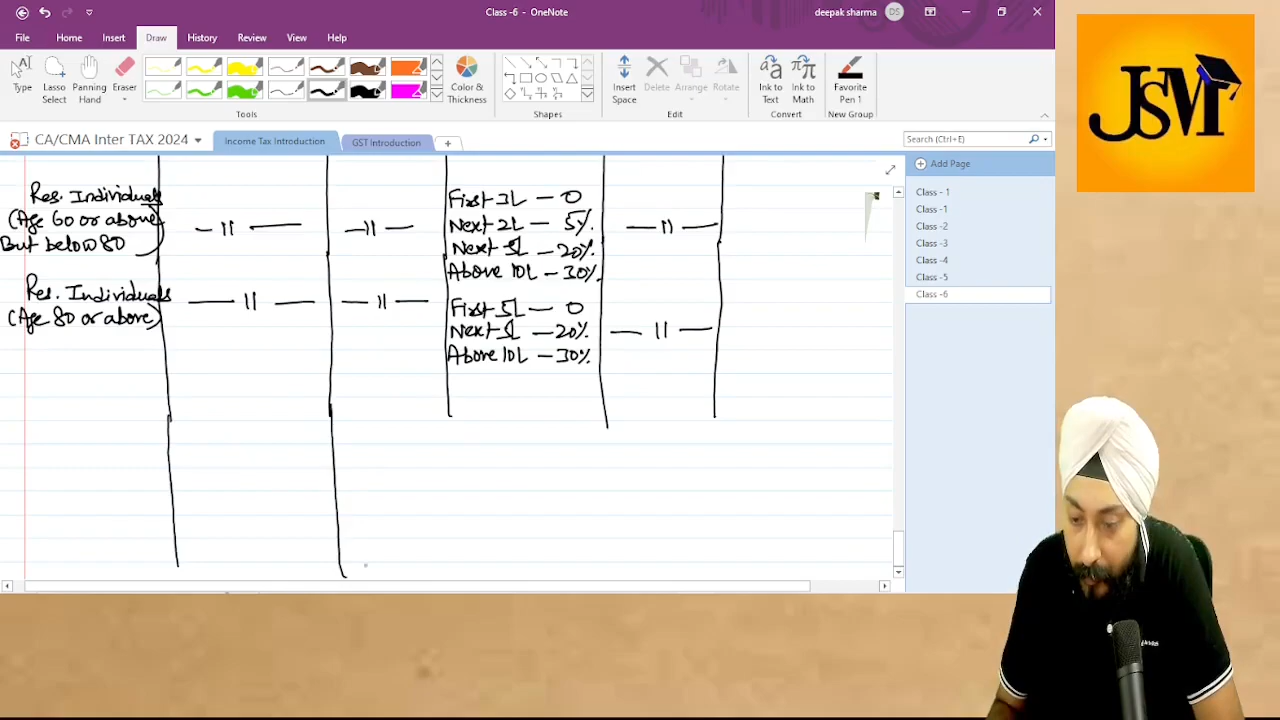 Class -6 - OneNote
deepak sharma
DS
File Home Insert Draw History Review View Help
Type
Lasso Select
Panning Hand
Eraser
Color & Thickness
Insert Space
Delete
Arrange
Rotate
Ink to Text
Ink to Math
Favorite Pen 1
Tools
Shapes
Edit
Convert
New Group
CA/CMA Inter TAX 2024
Income Tax Introduction
GST Introduction
+
Search (Ctrl+E)
Add Page
Class - 1
Class -1
Class -2
Class -3
Class -4
Class -5
Class -6
Res. Individuals
(Age 60 or above
But below 80)
— 11 —
— 11 —
First 3L — 0
Next 2L — 5%
Next 5L — 20%
Above 10L — 30%
— 11 —
Res. Individuals
(Age 80 or above)
— 11 —
— 11 —
First 5L — 0
Next 5L — 20%
Above 10L — 30%
— 11 —
JSM